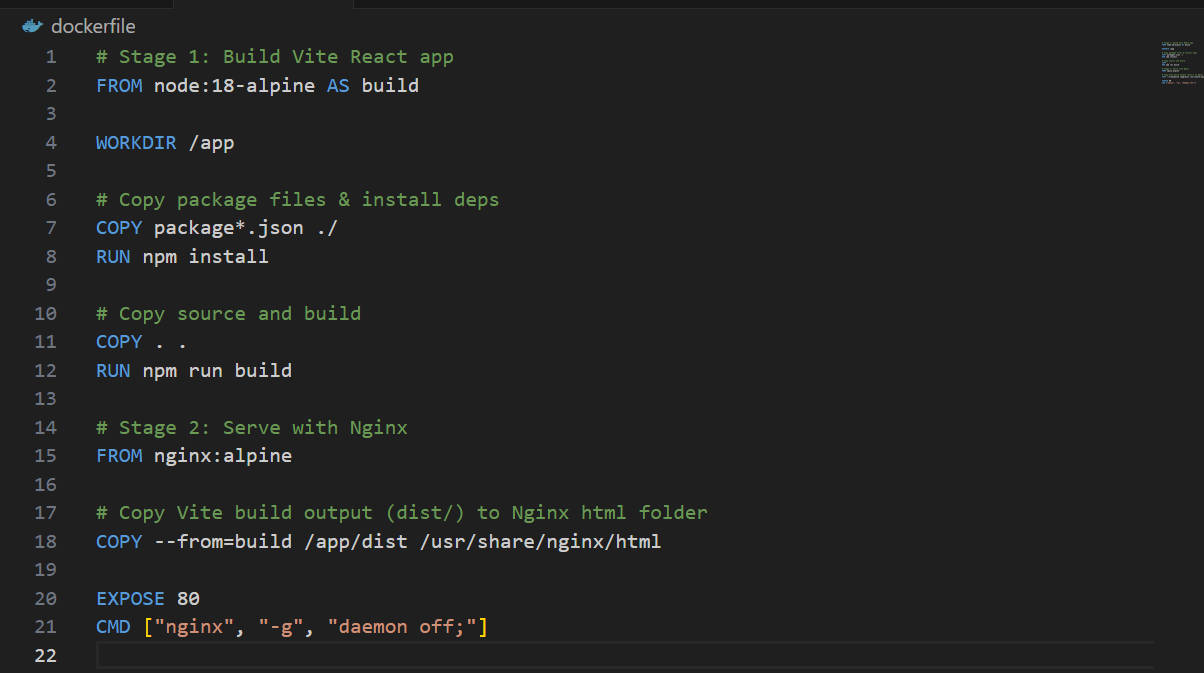 dockerfile
1 # Stage 1: Build Vite React app
2 FROM node:18-alpine AS build
3
4 WORKDIR /app
5
6 # Copy package files & install deps
7 COPY package*.json ./
8 RUN npm install
9
10 # Copy source and build
11 COPY . .
12 RUN npm run build
13
14 # Stage 2: Serve with Nginx
15 FROM nginx:alpine
16
17 # Copy Vite build output (dist/) to Nginx html folder
18 COPY --from=build /app/dist /usr/share/nginx/html
19
20 EXPOSE 80
21 CMD ["nginx", "-g", "daemon off;"]
22